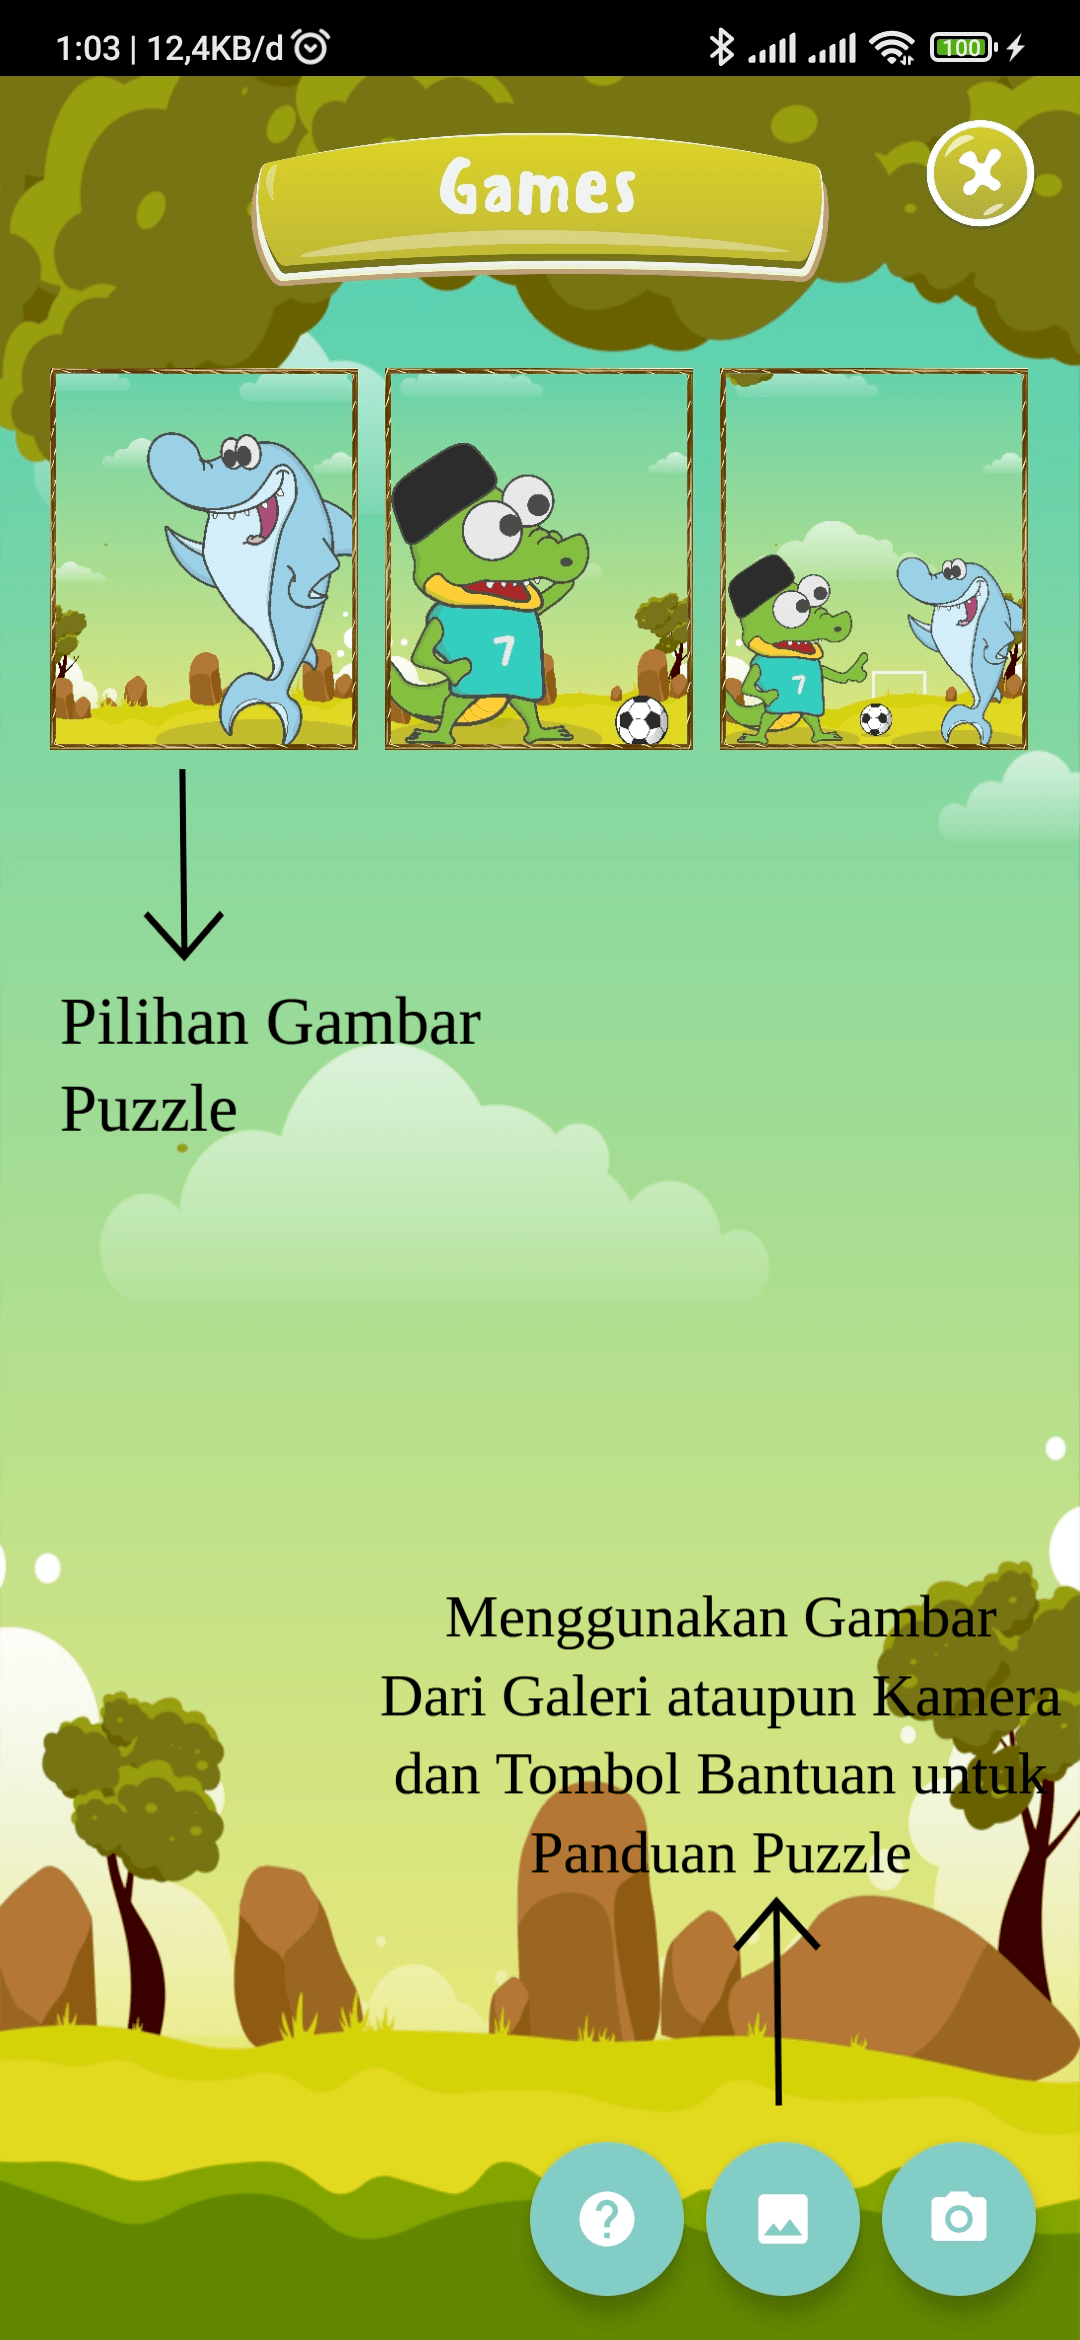 1:03 | 12,4KB/d
100
Games
7
7
Pilihan Gambar
Puzzle
Menggunakan Gambar
Dari Galeri ataupun Kamera
dan Tombol Bantuan untuk
Panduan Puzzle
?